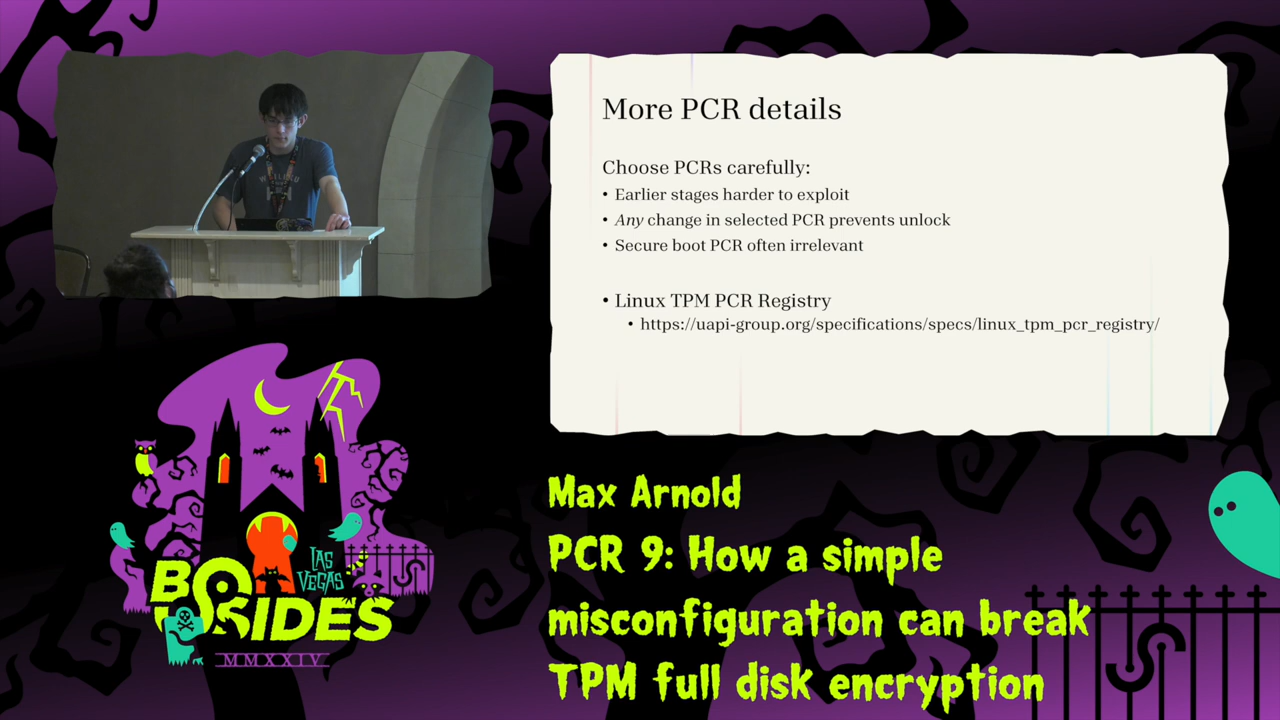 More PCR details
Choose PCRs carefully:
• Earlier stages harder to exploit
• Any change in selected PCR prevents unlock
• Secure boot PCR often irrelevant
• Linux TPM PCR Registry
• https://uapi-group.org/specifications/specs/linux_tpm_pcr_registry/
LAS
VEGAS
BSIDES
MMXXIV
Max Arnold
PCR 9: How a simple
misconfiguration can break
TPM full disk encryption